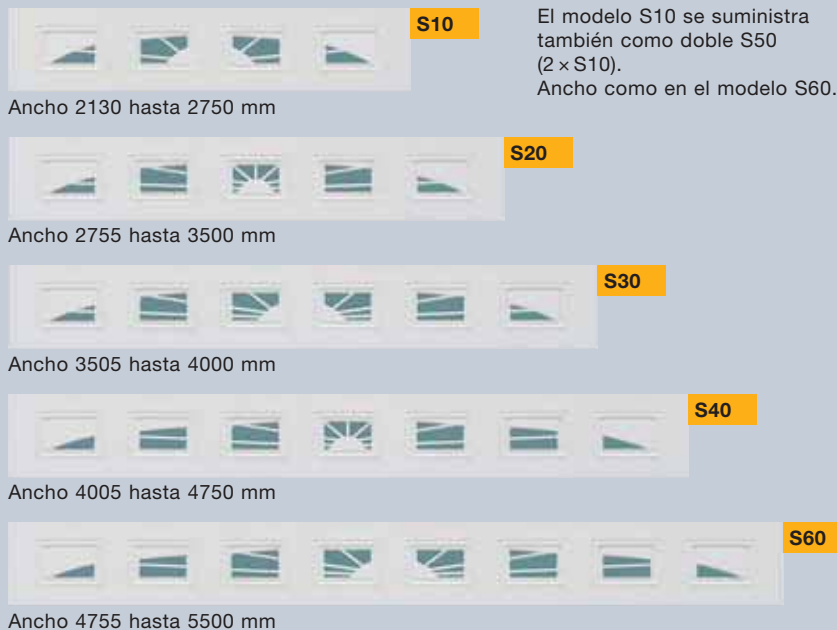 S10
El modelo S10 se suministra
también como doble S50
(2 × S10).
Ancho como en el modelo S60.
Ancho 2130 hasta 2750 mm
S20
Ancho 2755 hasta 3500 mm
S30
Ancho 3505 hasta 4000 mm
S40
Ancho 4005 hasta 4750 mm
S60
Ancho 4755 hasta 5500 mm